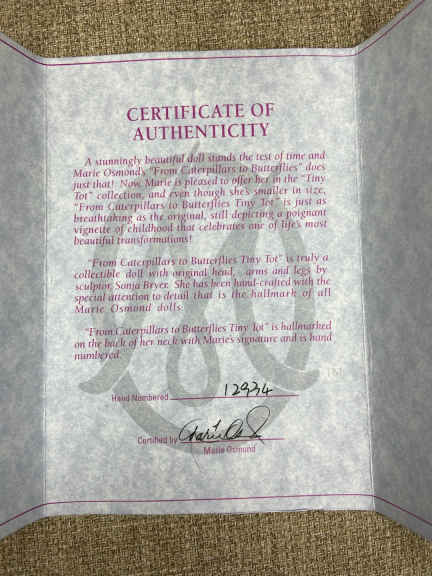 CERTIFICATE OF
AUTHENTICITY
A stunningly beautiful doll stands the test of time and
Marie Osmond's "From Caterpillars to Butterflies" does
just that! Now, Marie is pleased to offer her in the "Tiny
Tot" collection, and even though she's smaller in size,
"From Caterpillars to Butterflies Tiny Tot" is just as
breathtaking as the original, still depicting a poignant
vignette of childhood that celebrates one of life's most
beautiful transformations!
"From Caterpillars to Butterflies Tiny Tot" is truly a
collectible doll with original head, arms and legs by
sculptor, Sonja Bryer. She has been hand-crafted with the
special attention to detail that is the hallmark of all
Marie Osmond dolls.
"From Caterpillars to Butterflies Tiny Tot" is hallmarked
on the back of her neck with Marie's signature and is hand
numbered.
TM
Hand Numbered 12934
Certified by Marie Osmond
Marie Osmond